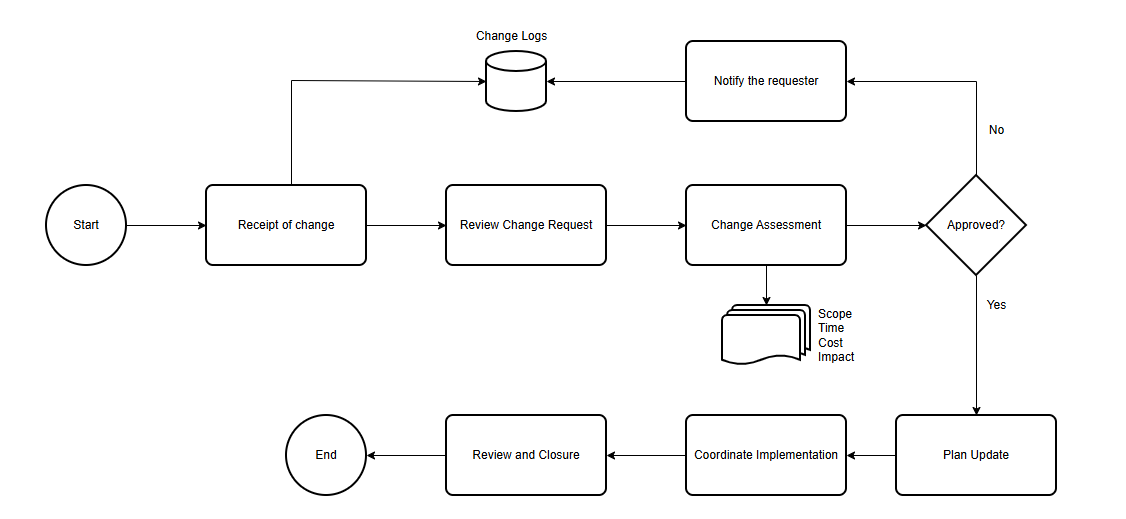 Change Logs
Notify the requester
No
Start
Receipt of change
Review Change Request
Change Assessment
Approved?
Yes
Scope
Time
Cost
Impact
End
Review and Closure
Coordinate Implementation
Plan Update